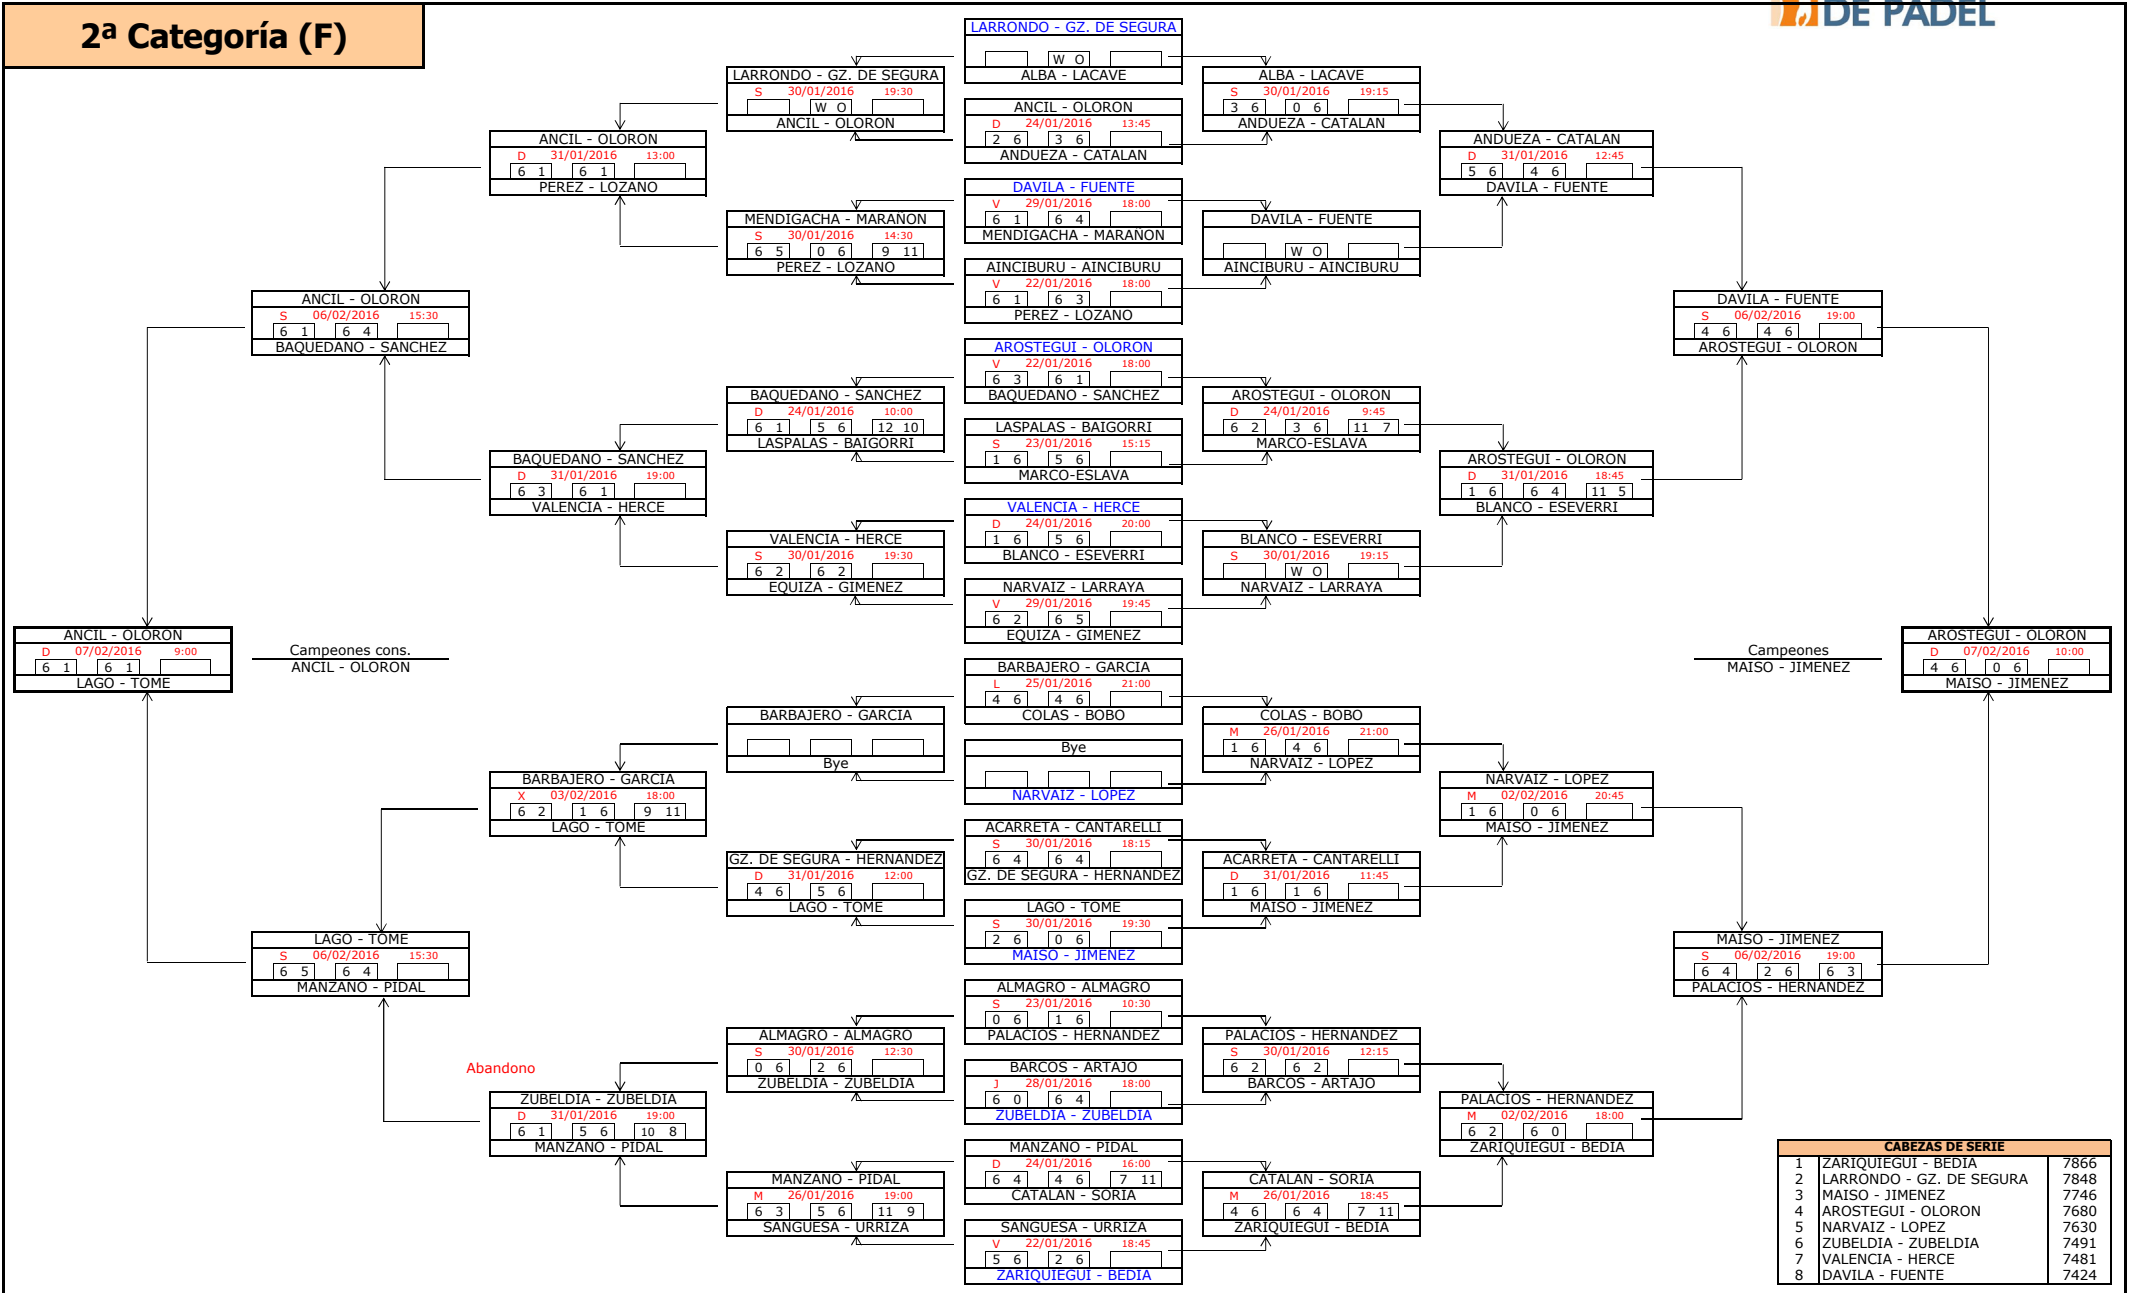 2ª Categoría (F)
DE PADEL
ANCIL - OLORON
D 07/02/2016 9:00
6 1 6 1
LAGO - TOME
Campeones cons.
ANCIL - OLORON
ANCIL - OLORON
S 06/02/2016 15:30
6 1 6 4
BAQUEDANO - SANCHEZ
LAGO - TOME
S 06/02/2016 15:30
6 5 6 4
MANZANO - PIDAL
ANCIL - OLORON
D 31/01/2016 13:00
6 1 6 1
PEREZ - LOZANO
BAQUEDANO - SANCHEZ
D 31/01/2016 19:00
6 3 6 1
VALENCIA - HERCE
BARBAJERO - GARCIA
X 03/02/2016 18:00
6 2 1 6 9 11
LAGO - TOME
Abandono
ZUBELDIA - ZUBELDIA
D 31/01/2016 19:00
6 1 5 6 10 8
MANZANO - PIDAL
LARRONDO - GZ. DE SEGURA
S 30/01/2016 19:30
W O
ANCIL - OLORON
MENDIGACHA - MARAÑON
S 30/01/2016 14:30
6 5 0 6 9 11
PEREZ - LOZANO
BAQUEDANO - SANCHEZ
D 24/01/2016 10:00
6 1 5 6 12 10
LASPALAS - BAIGORRI
VALENCIA - HERCE
S 30/01/2016 19:30
6 2 6 2
EQUIZA - GIMENEZ
BARBAJERO - GARCIA
Bye
GZ. DE SEGURA - HERNANDEZ
D 31/01/2016 12:00
4 6 5 6
LAGO - TOME
ALMAGRO - ALMAGRO
S 30/01/2016 12:30
0 6 2 6
ZUBELDIA - ZUBELDIA
MANZANO - PIDAL
M 26/01/2016 19:00
6 3 5 6 11 9
SANGUESA - URRIZA
LARRONDO - GZ. DE SEGURA
W O
ALBA - LACAVE
ANCIL - OLORON
D 24/01/2016 13:45
2 6 3 6
ANDUEZA - CATALAN
DAVILA - FUENTE
V 29/01/2016 18:00
6 1 6 4
MENDIGACHA - MARAÑON
AINCIBURU - AINCIBURU
V 22/01/2016 18:00
6 1 6 3
PEREZ - LOZANO
AROSTEGUI - OLORON
V 22/01/2016 18:00
6 3 6 1
BAQUEDANO - SANCHEZ
LASPALAS - BAIGORRI
S 23/01/2016 15:15
1 6 5 6
MARCO-ESLAVA
VALENCIA - HERCE
D 24/01/2016 20:00
1 6 5 6
BLANCO - ESEVERRI
NARVAIZ - LARRAYA
V 29/01/2016 19:45
6 2 6 5
EQUIZA - GIMENEZ
BARBAJERO - GARCIA
L 25/01/2016 21:00
4 6 4 6
COLAS - BOBO
Bye
NARVAIZ - LOPEZ
ACARRETA - CANTARELLI
S 30/01/2016 18:15
6 4 6 4
GZ. DE SEGURA - HERNANDEZ
LAGO - TOME
S 30/01/2016 19:30
2 6 0 6
MAISO - JIMENEZ
ALMAGRO - ALMAGRO
S 23/01/2016 10:30
0 6 1 6
PALACIOS - HERNANDEZ
BARCOS - ARTAJO
J 28/01/2016 18:00
6 0 6 4
ZUBELDIA - ZUBELDIA
MANZANO - PIDAL
D 24/01/2016 16:00
6 4 4 6 7 11
CATALAN - SORIA
SANGUESA - URRIZA
V 22/01/2016 18:45
5 6 2 6
ZARIQUIEGUI - BEDIA
ALBA - LACAVE
S 30/01/2016 19:15
3 6 0 6
ANDUEZA - CATALAN
DAVILA - FUENTE
W O
AINCIBURU - AINCIBURU
AROSTEGUI - OLORON
D 24/01/2016 9:45
6 2 3 6 11 7
MARCO-ESLAVA
BLANCO - ESEVERRI
S 30/01/2016 19:15
W O
NARVAIZ - LARRAYA
COLAS - BOBO
M 26/01/2016 21:00
1 6 4 6
NARVAIZ - LOPEZ
ACARRETA - CANTARELLI
D 31/01/2016 11:45
1 6 1 6
MAISO - JIMENEZ
PALACIOS - HERNANDEZ
S 30/01/2016 12:15
6 2 6 2
BARCOS - ARTAJO
CATALAN - SORIA
M 26/01/2016 18:45
4 6 6 4 7 11
ZARIQUIEGUI - BEDIA
ANDUEZA - CATALAN
D 31/01/2016 12:45
5 6 4 6
DAVILA - FUENTE
AROSTEGUI - OLORON
D 31/01/2016 18:45
1 6 6 4 11 5
BLANCO - ESEVERRI
NARVAIZ - LOPEZ
M 02/02/2016 20:45
1 6 0 6
MAISO - JIMENEZ
PALACIOS - HERNANDEZ
M 02/02/2016 18:00
6 2 6 0
ZARIQUIEGUI - BEDIA
DAVILA - FUENTE
S 06/02/2016 19:00
4 6 4 6
AROSTEGUI - OLORON
MAISO - JIMENEZ
S 06/02/2016 19:00
6 4 2 6 6 3
PALACIOS - HERNANDEZ
Campeones
MAISO - JIMENEZ
AROSTEGUI - OLORON
D 07/02/2016 10:00
4 6 0 6
MAISO - JIMENEZ
CABEZAS DE SERIE
1 ZARIQUIEGUI - BEDIA 7866
2 LARRONDO - GZ. DE SEGURA 7848
3 MAISO - JIMENEZ 7746
4 AROSTEGUI - OLORON 7680
5 NARVAIZ - LOPEZ 7630
6 ZUBELDIA - ZUBELDIA 7491
7 VALENCIA - HERCE 7481
8 DAVILA - FUENTE 7424